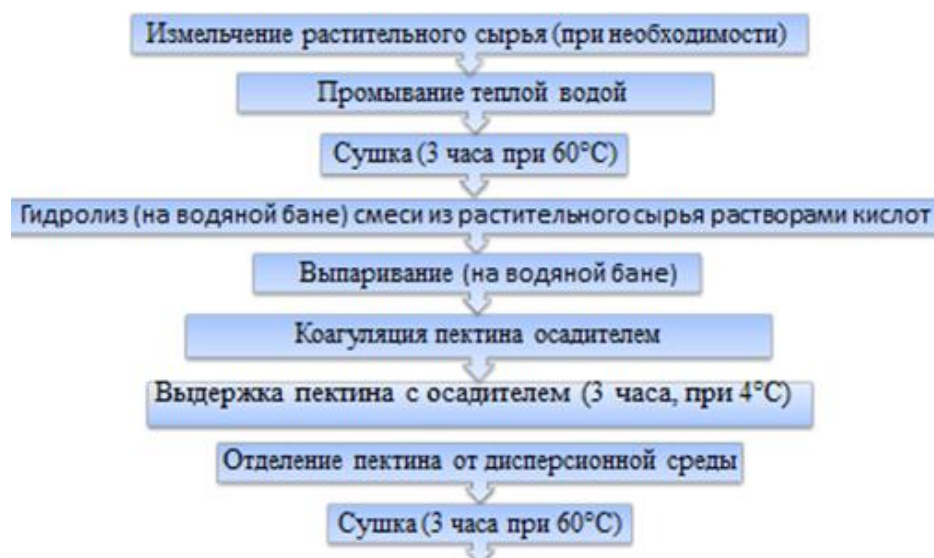 Измельчение растительного сырья (при необходимости)
Промывание теплой водой
Сушка (3 часа при 60°С)
Гидролиз (на водяной бане) смеси из растительного сырья растворами кислот
Выпаривание (на водяной бане)
Коагуляция пектина осадителем
Выдержка пектина с осадителем (3 часа, при 4°С)
Отделение пектина от дисперсионной среды
Сушка (3 часа при 60°С)